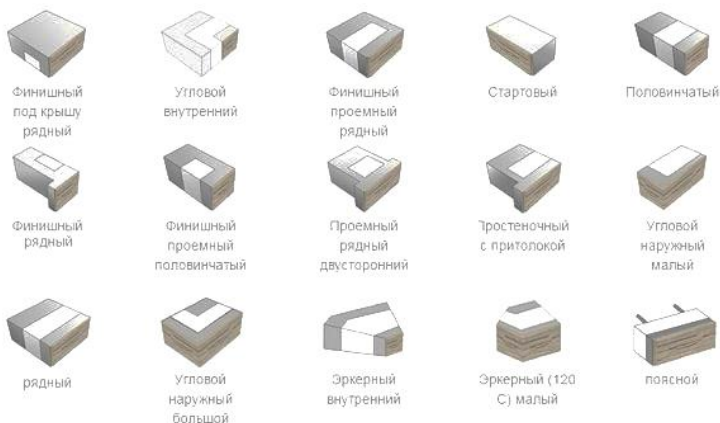 Финишный
под крышу
рядный
Угловой
внутренний
Финишный
проемный
рядный
Стартовый
Половинчатый
Финишный
рядный
Финишный
проемный
половинчатый
Проемный
рядный
двусторонний
Простеночный
с притолокой
Угловой
наружный
малый
рядный
Угловой
наружный
большой
Эркерный
внутренний
Эркерный (120
С) малый
поясной